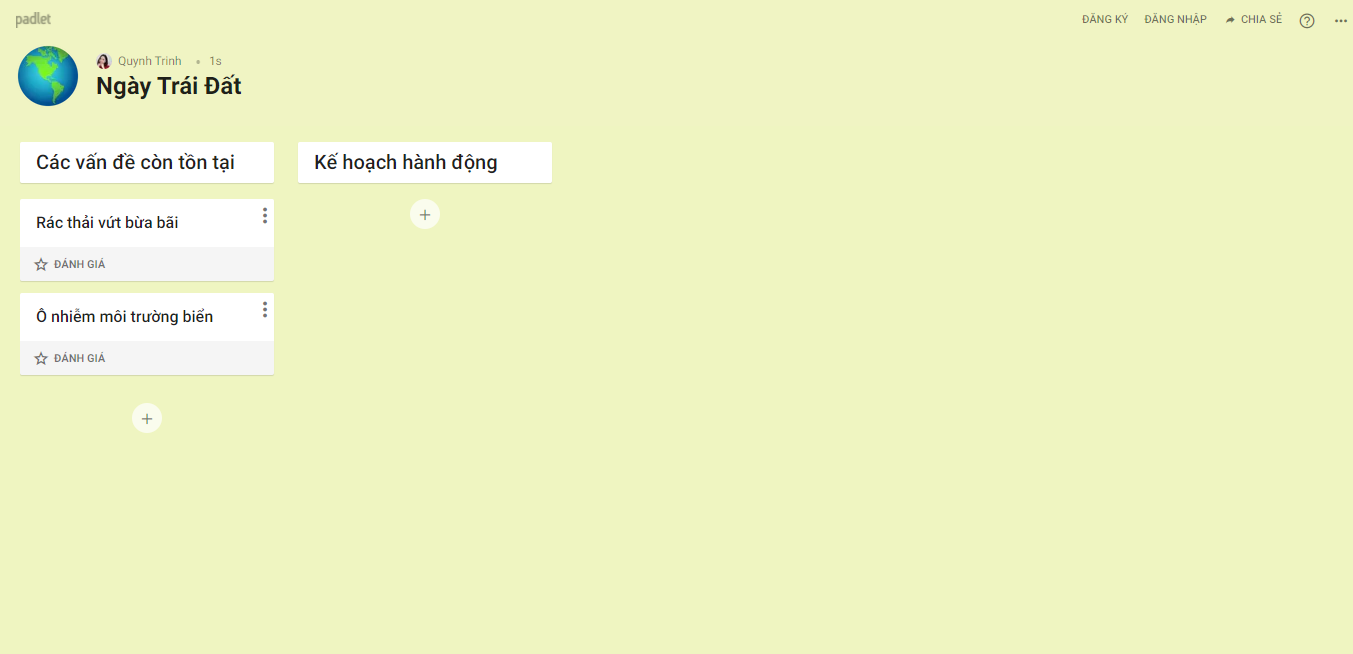 padlet
ĐĂNG KÝ ĐĂNG NHẬP CHIA SẺ
Quynh Trinh • 1s
Ngày Trái Đất
Các vấn đề còn tồn tại
Kế hoạch hành động
Rác thải vứt bừa bãi
ĐÁNH GIÁ
Ô nhiễm môi trường biển
ĐÁNH GIÁ